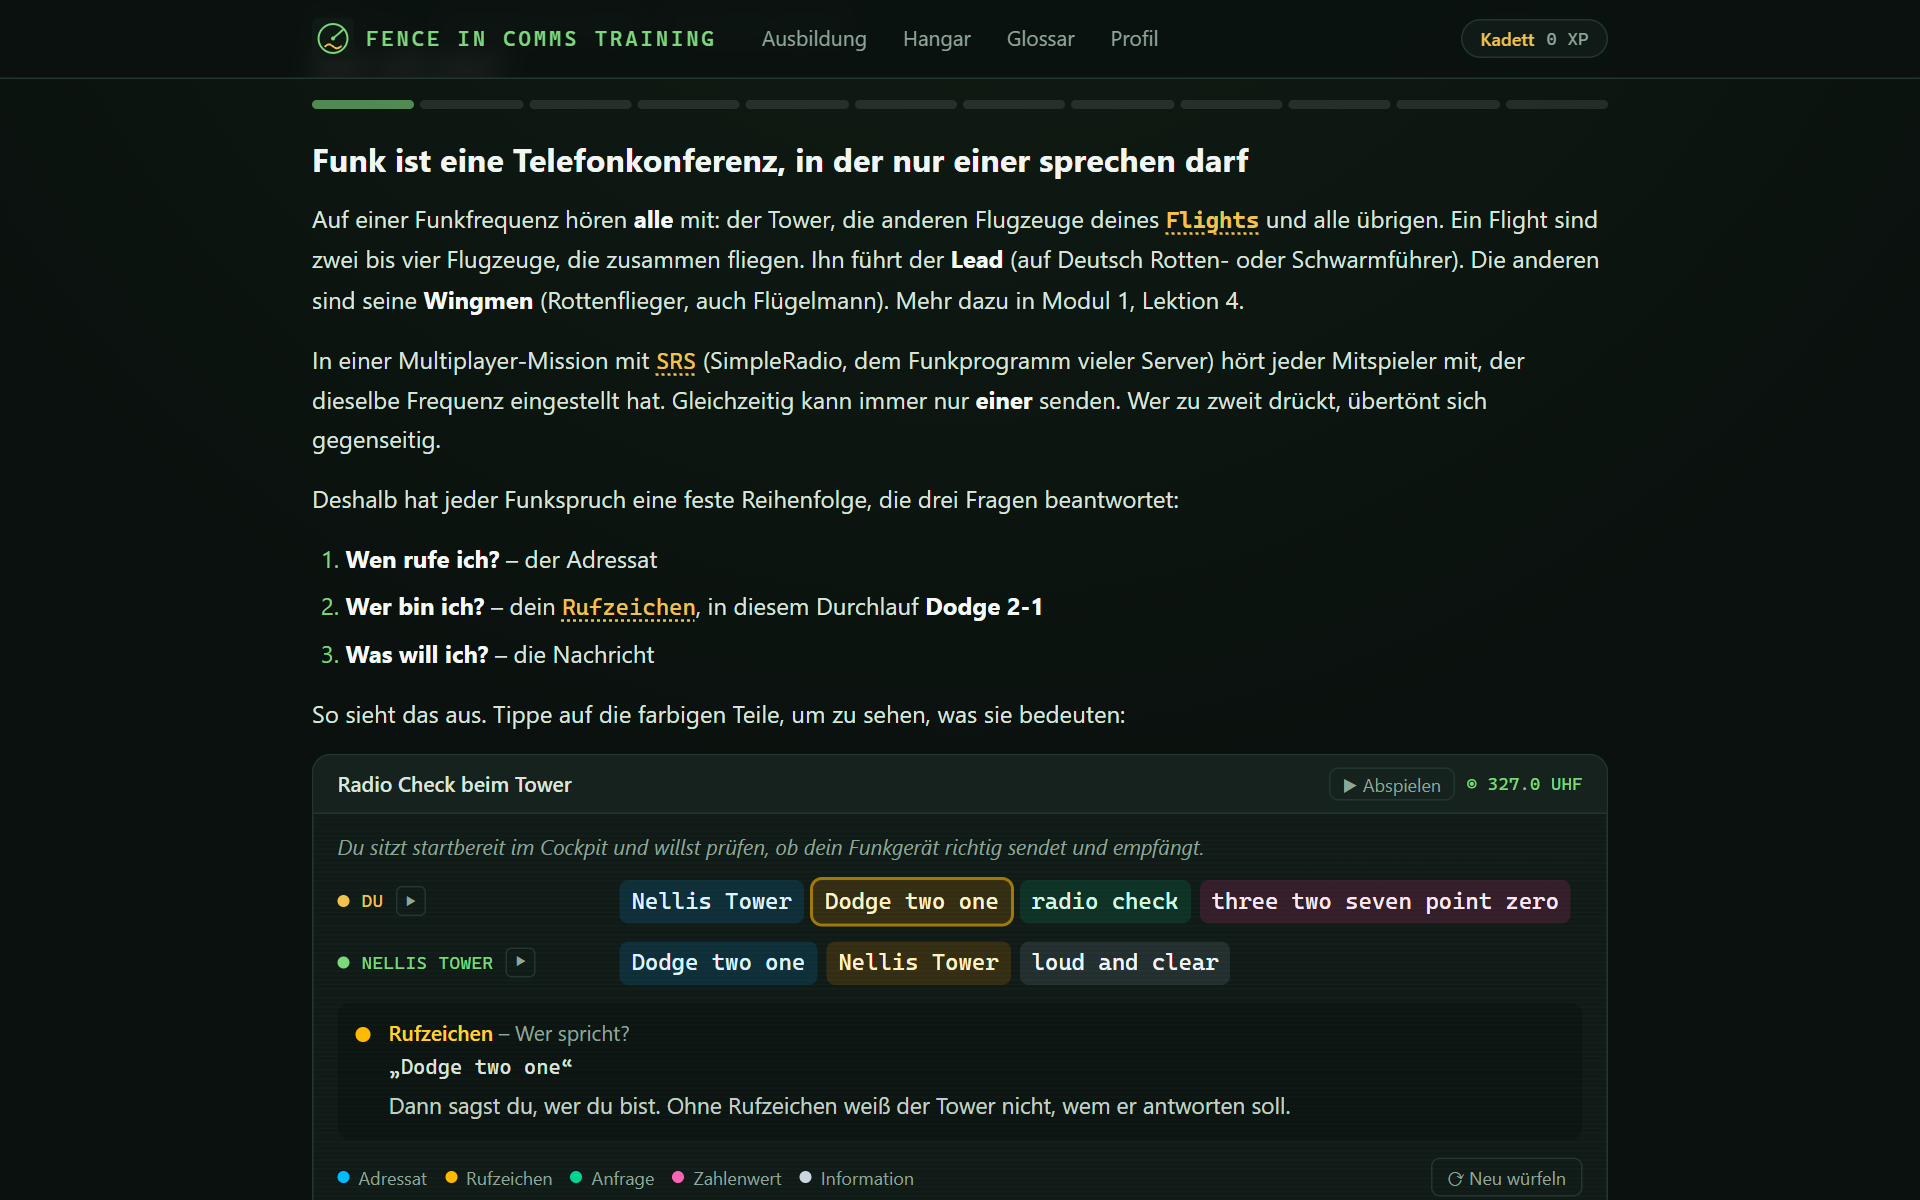 FENCE IN COMMS TRAINING
Ausbildung
Hangar
Glossar
Profil
Kadett 0 XP
Funk ist eine Telefonkonferenz, in der nur einer sprechen darf
Auf einer Funkfrequenz hören alle mit: der Tower, die anderen Flugzeuge deines Flights und alle übrigen. Ein Flight sind
zwei bis vier Flugzeuge, die zusammen fliegen. Ihn führt der Lead (auf Deutsch Rotten- oder Schwarmführer). Die anderen
sind seine Wingmen (Rottenflieger, auch Flügelmann). Mehr dazu in Modul 1, Lektion 4.
In einer Multiplayer-Mission mit SRS (SimpleRadio, dem Funkprogramm vieler Server) hört jeder Mitspieler mit, der
dieselbe Frequenz eingestellt hat. Gleichzeitig kann immer nur einer senden. Wer zu zweit drückt, übertönt sich
gegenseitig.
Deshalb hat jeder Funkspruch eine feste Reihenfolge, die drei Fragen beantwortet:
1. Wen rufe ich? – der Adressat
2. Wer bin ich? – dein Rufzeichen, in diesem Durchlauf Dodge 2-1
3. Was will ich? – die Nachricht
So sieht das aus. Tippe auf die farbigen Teile, um zu sehen, was sie bedeuten:
Radio Check beim Tower
▶ Abspielen
327.0 UHF
Du sitzt startbereit im Cockpit und willst prüfen, ob dein Funkgerät richtig sendet und empfängt.
DU ▶ Nellis Tower Dodge two one radio check three two seven point zero
NELLIS TOWER ▶ Dodge two one Nellis Tower loud and clear
Rufzeichen – Wer spricht?
„Dodge two one“
Dann sagst du, wer du bist. Ohne Rufzeichen weiß der Tower nicht, wem er antworten soll.
Adressat Rufzeichen Anfrage Zahlenwert Information
⟳ Neu würfeln